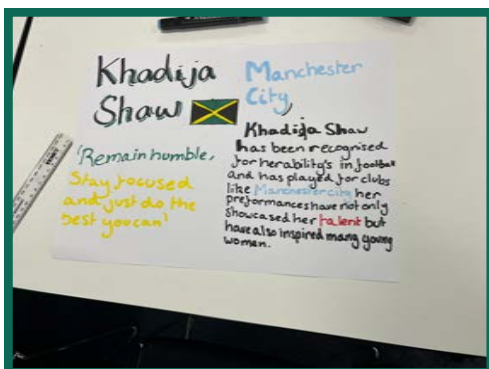 Khadija
Shaw
'Remain humble,
Stay focused
and just do the
best you can'
Manchester
City,
Khadija Shaw
has been recognised
for her ability's in football
and has played for clubs
like Manchester city her
preformances have not only
showcased her talent but
have also inspired many young
women.